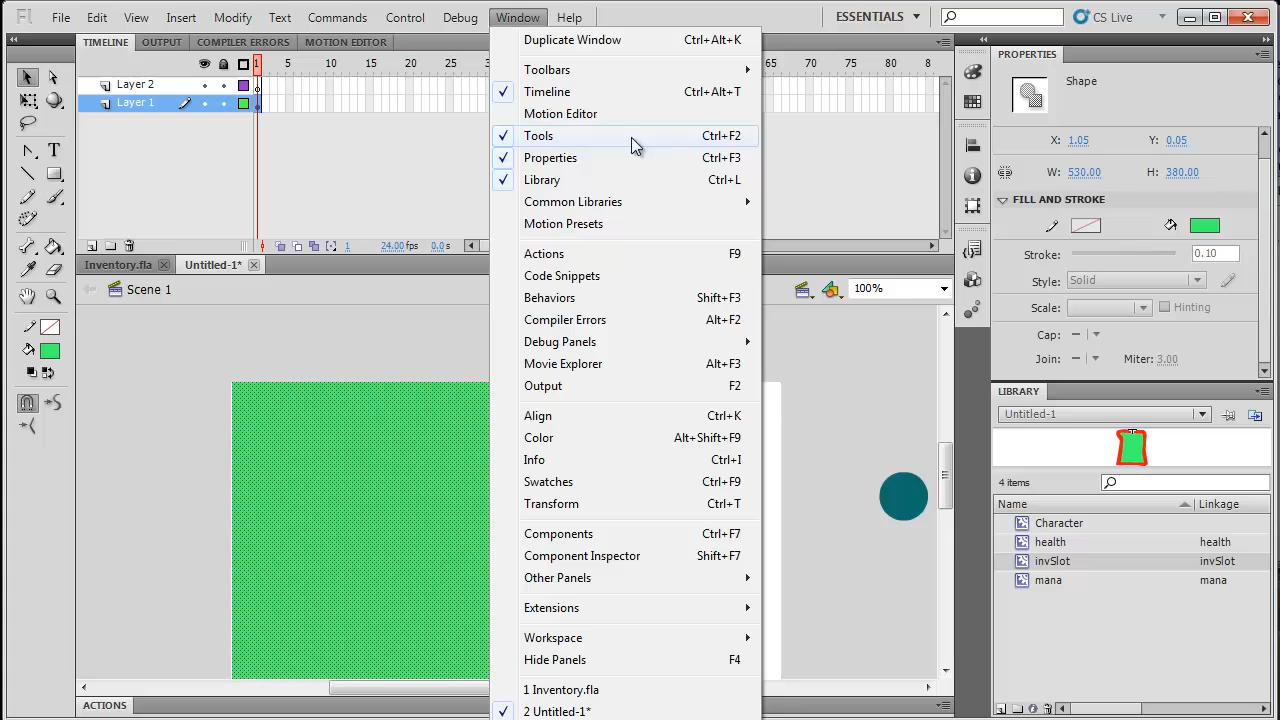 Fl File Edit View Insert Modify Text Commands Control Debug Window Help ESSENTIALS CS Live
TIMELINE OUTPUT COMPILER ERRORS MOTION EDITOR
1 5 10 15 20 25 30 65 70 75 80 8
Layer 2
Layer 1
1 24.00 fps 0.0 s
Inventory.fla Untitled-1*
Scene 1
100%
ACTIONS
Duplicate Window Ctrl+Alt+K
Toolbars
Timeline Ctrl+Alt+T
Motion Editor
Tools Ctrl+F2
Properties Ctrl+F3
Library Ctrl+L
Common Libraries
Motion Presets
Actions F9
Code Snippets
Behaviors Shift+F3
Compiler Errors Alt+F2
Debug Panels
Movie Explorer Alt+F3
Output F2
Align Ctrl+K
Color Alt+Shift+F9
Info Ctrl+I
Swatches Ctrl+F9
Transform Ctrl+T
Components Ctrl+F7
Component Inspector Shift+F7
Other Panels
Extensions
Workspace
Hide Panels F4
1 Inventory.fla
2 Untitled-1*
PROPERTIES
Shape
X: 1.05 Y: 0.05
W: 530.00 H: 380.00
FILL AND STROKE
Stroke: 0.10
Style: Solid
Scale: Hinting
Cap:
Join: Miter: 3.00
LIBRARY
Untitled-1
4 items
Name Linkage
Character
health health
invSlot invSlot
mana mana